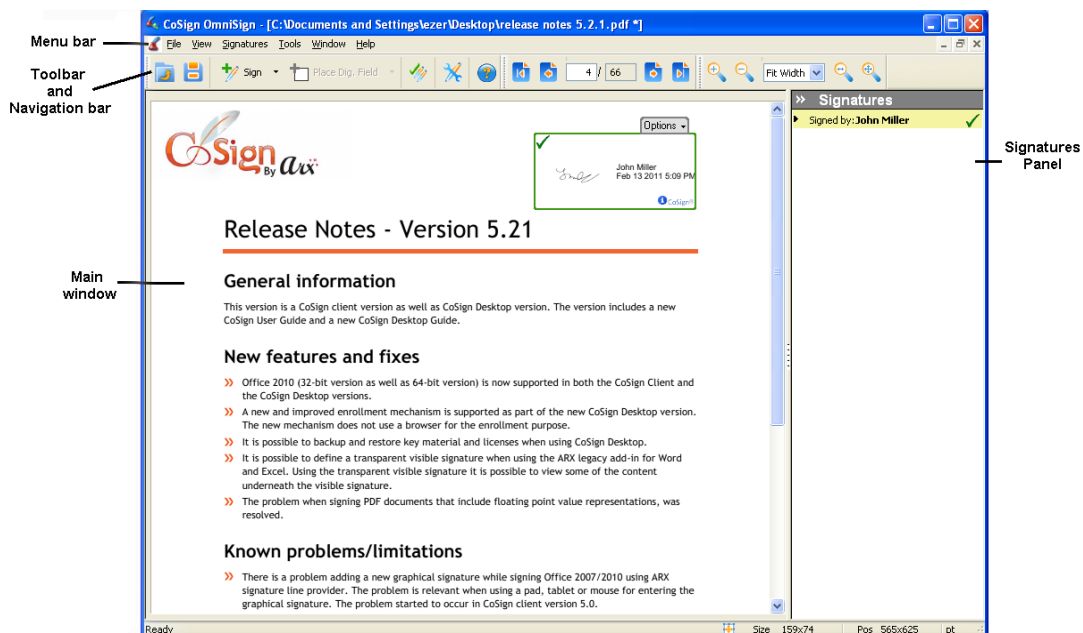 CoSign OmniSign - [C:\Documents and Settings\ezer\Desktop\release notes 5.2.1.pdf *]
Menu bar
File View Signatures Tools Window Help
Toolbar
and
Navigation bar
Sign Place Dig. Field 4 / 66 Fit Width
Signatures
Signed by:John Miller
Signatures
Panel
CoSign
By arx
Options
John Miller
Feb 13 2011 5:09 PM
CoSign®
Release Notes - Version 5.21
Main
window
General information
This version is a CoSign client version as well as CoSign Desktop version. The version includes a new
CoSign User Guide and a new CoSign Desktop Guide.
New features and fixes
Office 2010 (32-bit version as well as 64-bit version) is now supported in both the CoSign Client and
the CoSign Desktop versions.
A new and improved enrollment mechanism is supported as part of the new CoSign Desktop version.
The new mechanism does not use a browser for the enrollment purpose.
It is possible to backup and restore key material and licenses when using CoSign Desktop.
It is possible to define a transparent visible signature when using the ARX legacy add-in for Word
and Excel. Using the transparent visible signature it is possible to view some of the content
underneath the visible signature.
The problem when signing PDF documents that include floating point value representations, was
resolved.
Known problems/limitations
There is a problem adding a new graphical signature while signing Office 2007/2010 using ARX
signature line provider. The problem is relevant when using a pad, tablet or mouse for entering the
graphical signature. The problem started to occur in CoSign client version 5.0.
Ready Size 159x74 Pos 565x625 pt